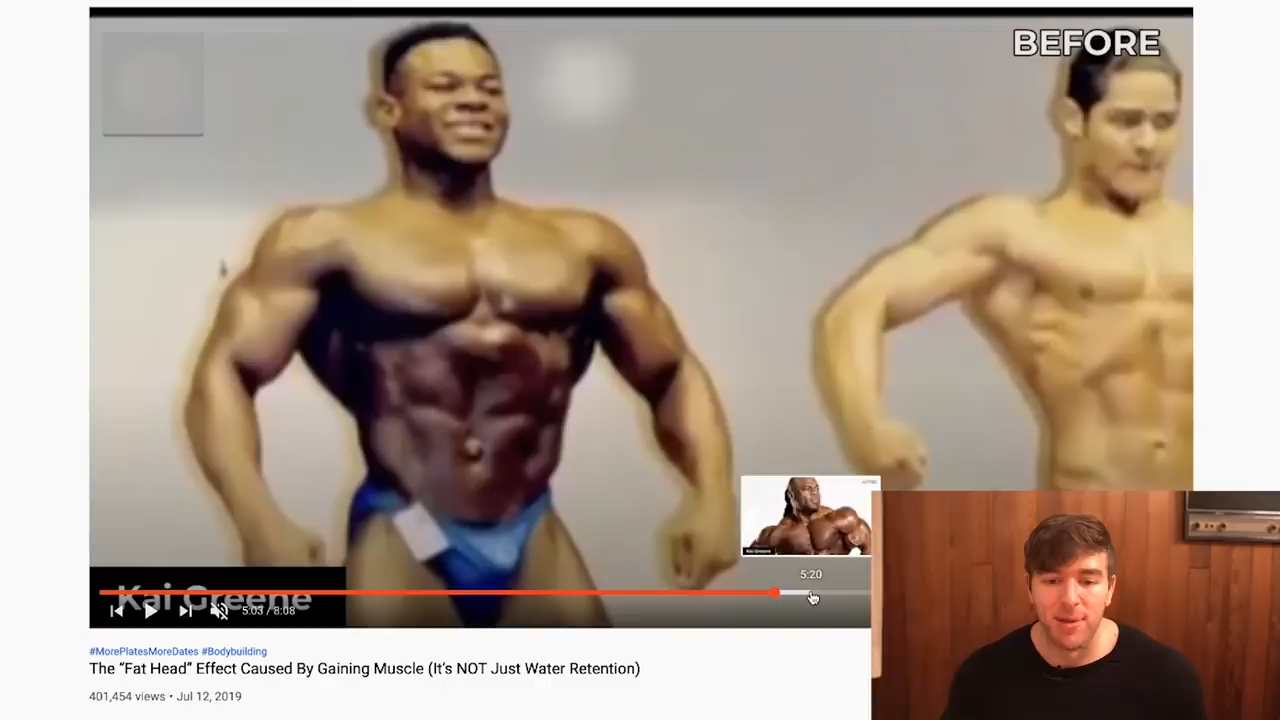 BEFORE
5:20
Kai Greene
5:03 / 8:08
#MorePlatesMoreDates #Bodybuilding
The “Fat Head” Effect Caused By Gaining Muscle (It’s NOT Just Water Retention)
401,454 views • Jul 12, 2019